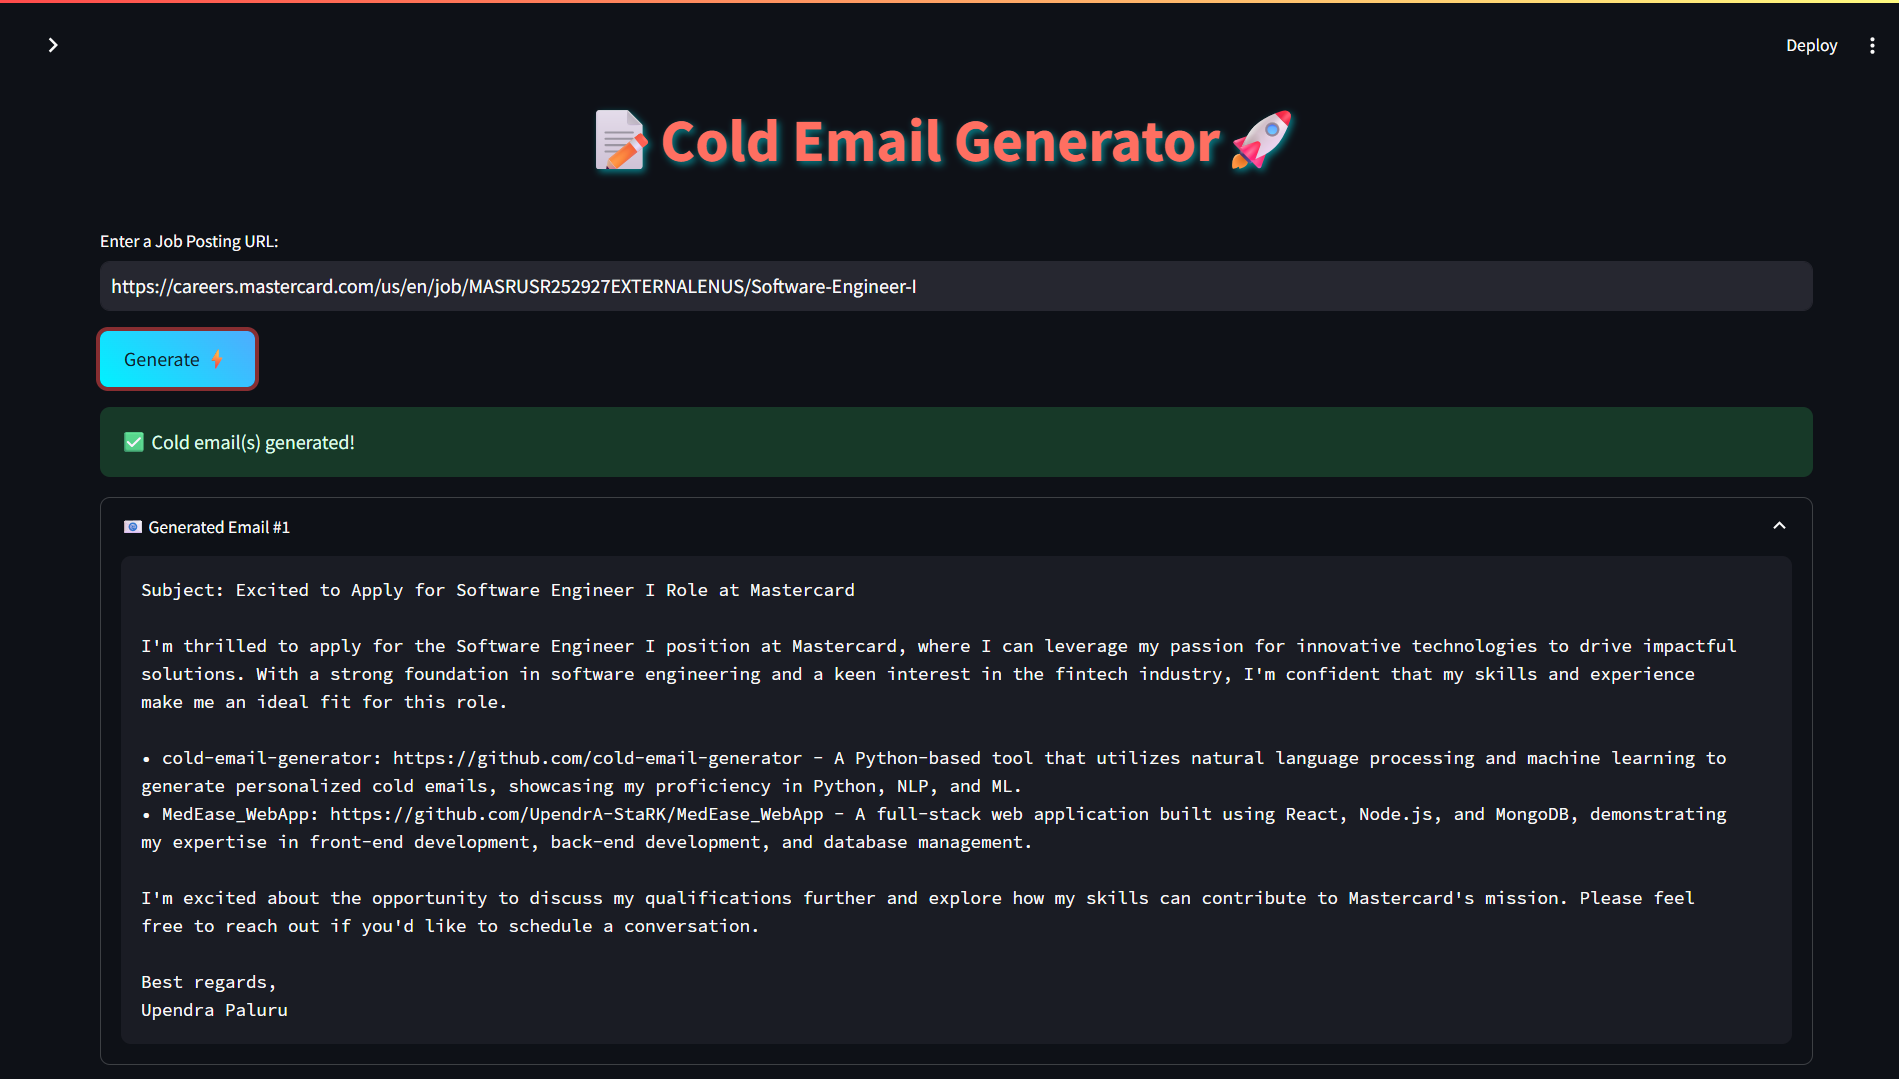 Deploy
Cold Email Generator
Enter a Job Posting URL:
https://careers.mastercard.com/us/en/job/MASRUSR252927EXTERNALENUS/Software-Engineer-I
Generate
Cold email(s) generated!
Generated Email #1
Subject: Excited to Apply for Software Engineer I Role at Mastercard
I'm thrilled to apply for the Software Engineer I position at Mastercard, where I can leverage my passion for innovative technologies to drive impactful
solutions. With a strong foundation in software engineering and a keen interest in the fintech industry, I'm confident that my skills and experience
make me an ideal fit for this role.
• cold-email-generator: https://github.com/cold-email-generator - A Python-based tool that utilizes natural language processing and machine learning to
generate personalized cold emails, showcasing my proficiency in Python, NLP, and ML.
• MedEase_WebApp: https://github.com/UpendrA-StaRK/MedEase_WebApp - A full-stack web application built using React, Node.js, and MongoDB, demonstrating
my expertise in front-end development, back-end development, and database management.
I'm excited about the opportunity to discuss my qualifications further and explore how my skills can contribute to Mastercard's mission. Please feel
free to reach out if you'd like to schedule a conversation.
Best regards,
Upendra Paluru